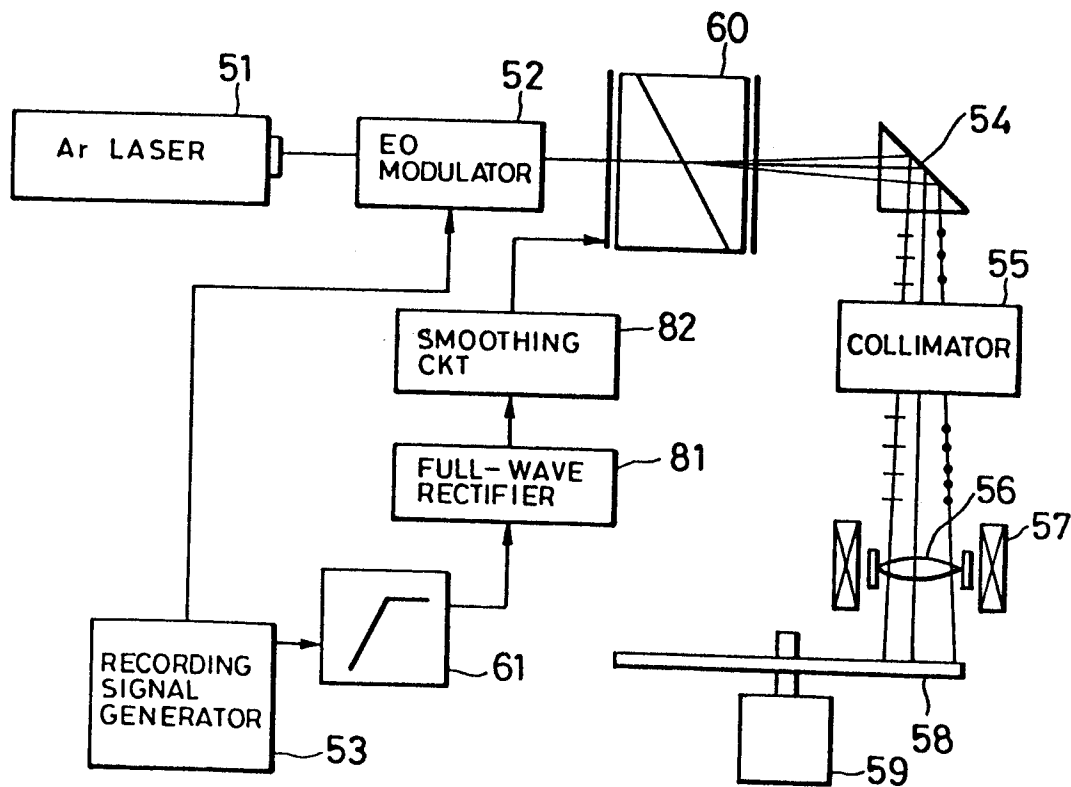 51
Ar LASER
52
EO
MODULATOR
60
54
55
COLLIMATOR
82
SMOOTHING
CKT
81
FULL-WAVE
RECTIFIER
56
57
61
RECORDING
SIGNAL
GENERATOR
53
58
59